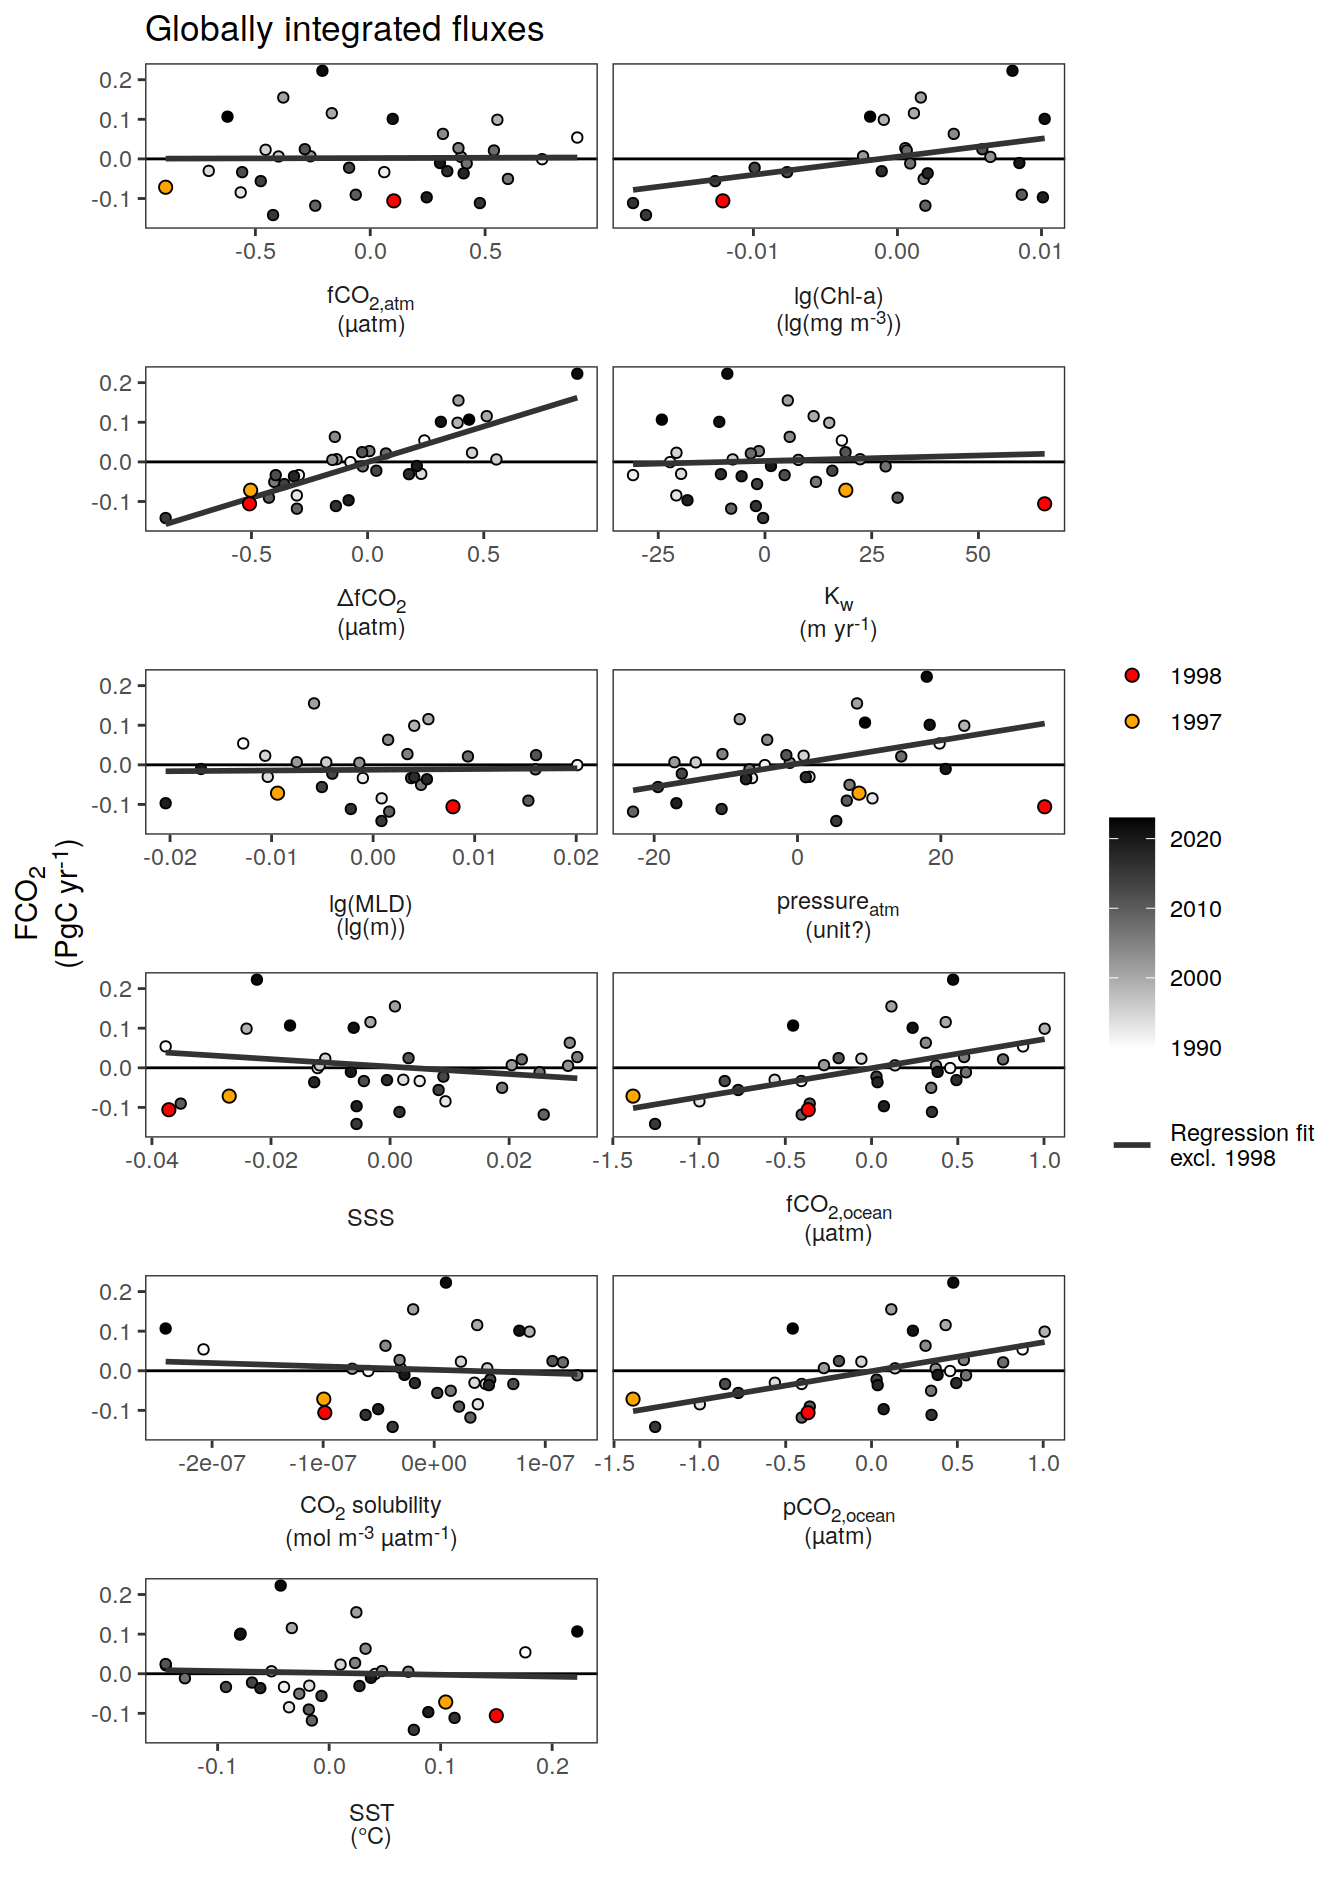 Globally integrated fluxes
0.2
0.1
0.0
-0.1
-0.5 0.0 0.5
-0.01 0.00 0.01
fCO2,atm
(µatm)
lg(Chl-a)
(lg(mg m-3))
0.2
0.1
0.0
-0.1
-0.5 0.0 0.5
-25 0 25 50
ΔfCO2
(µatm)
Kw
(m yr-1)
0.2
0.1
0.0
-0.1
-0.02 -0.01 0.00 0.01 0.02
-20 0 20
lg(MLD)
(lg(m))
pressureatm
(unit?)
0.2
0.1
0.0
-0.1
-0.04 -0.02 0.00 0.02
-1.5 -1.0 -0.5 0.0 0.5 1.0
SSS
fCO2,ocean
(µatm)
0.2
0.1
0.0
-0.1
-2e-07 -1e-07 0e+00 1e-07
-1.5 -1.0 -0.5 0.0 0.5 1.0
CO2 solubility
(mol m-3 µatm-1)
pCO2,ocean
(µatm)
0.2
0.1
0.0
-0.1
-0.1 0.0 0.1 0.2
SST
(°C)
FCO2
(PgC yr-1)
1998
1997
2020
2010
2000
1990
Regression fit
excl. 1998